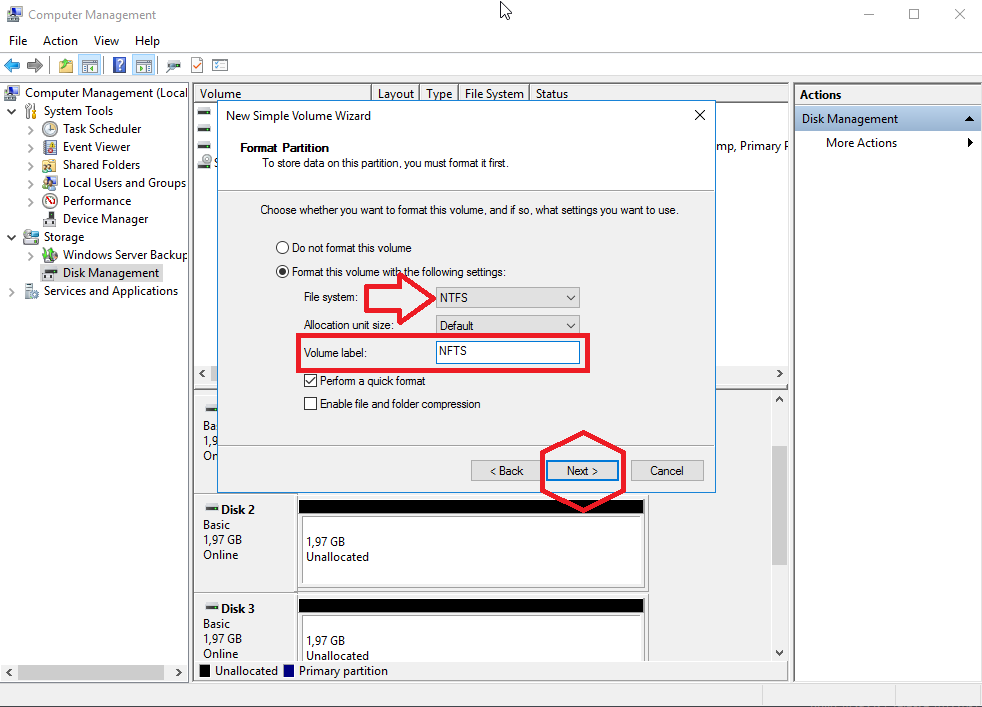 Computer Management
File Action View Help
Computer Management (Local
System Tools
Task Scheduler
Event Viewer
Shared Folders
Local Users and Groups
Performance
Device Manager
Storage
Windows Server Backup
Disk Management
Services and Applications
Volume Layout Type File System Status
S
mp, Primary P
New Simple Volume Wizard
Format Partition
To store data on this partition, you must format it first.
Choose whether you want to format this volume, and if so, what settings you want to use.
Do not format this volume
Format this volume with the following settings:
File system: NTFS
Allocation unit size: Default
Volume label: NFTS
Perform a quick format
Enable file and folder compression
< Back Next > Cancel
Ba
1,9
On
Disk 2
Basic
1,97 GB
Online
1,97 GB
Unallocated
Disk 3
Basic
1,97 GB
Online
1,97 GB
Unallocated
Unallocated Primary partition
Actions
Disk Management
More Actions